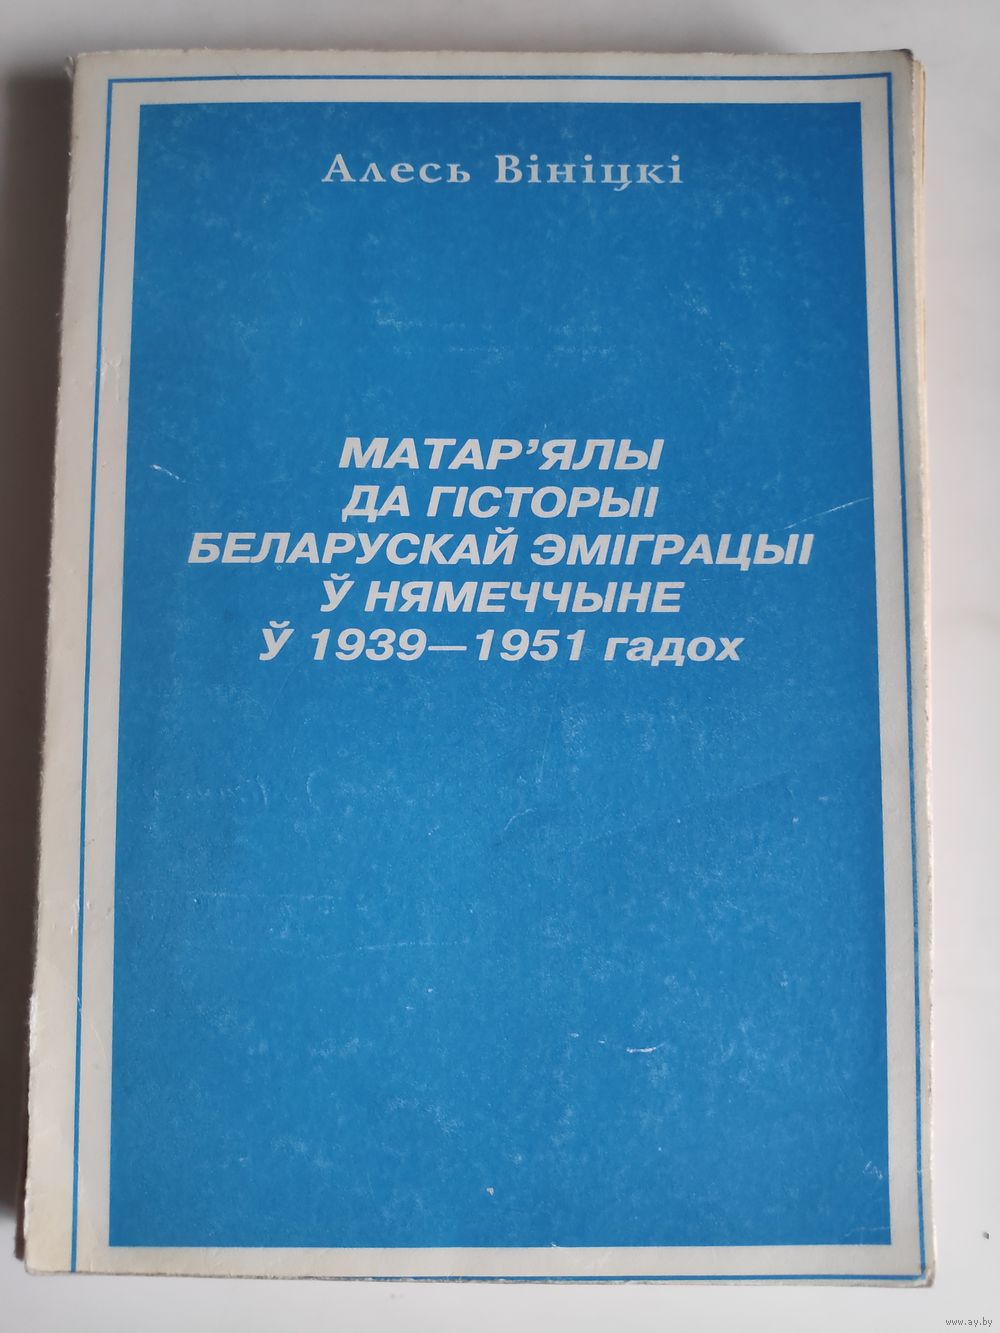 Алесь Вініцкі
МАТАР’ЯЛЫ
ДА ГІСТОРЫІ
БЕЛАРУСКАЙ ЭМІГРАЦЫІ
Ў НЯМЕЧЧЫНЕ
Ў 1939—1951 гадох
www.ay.by